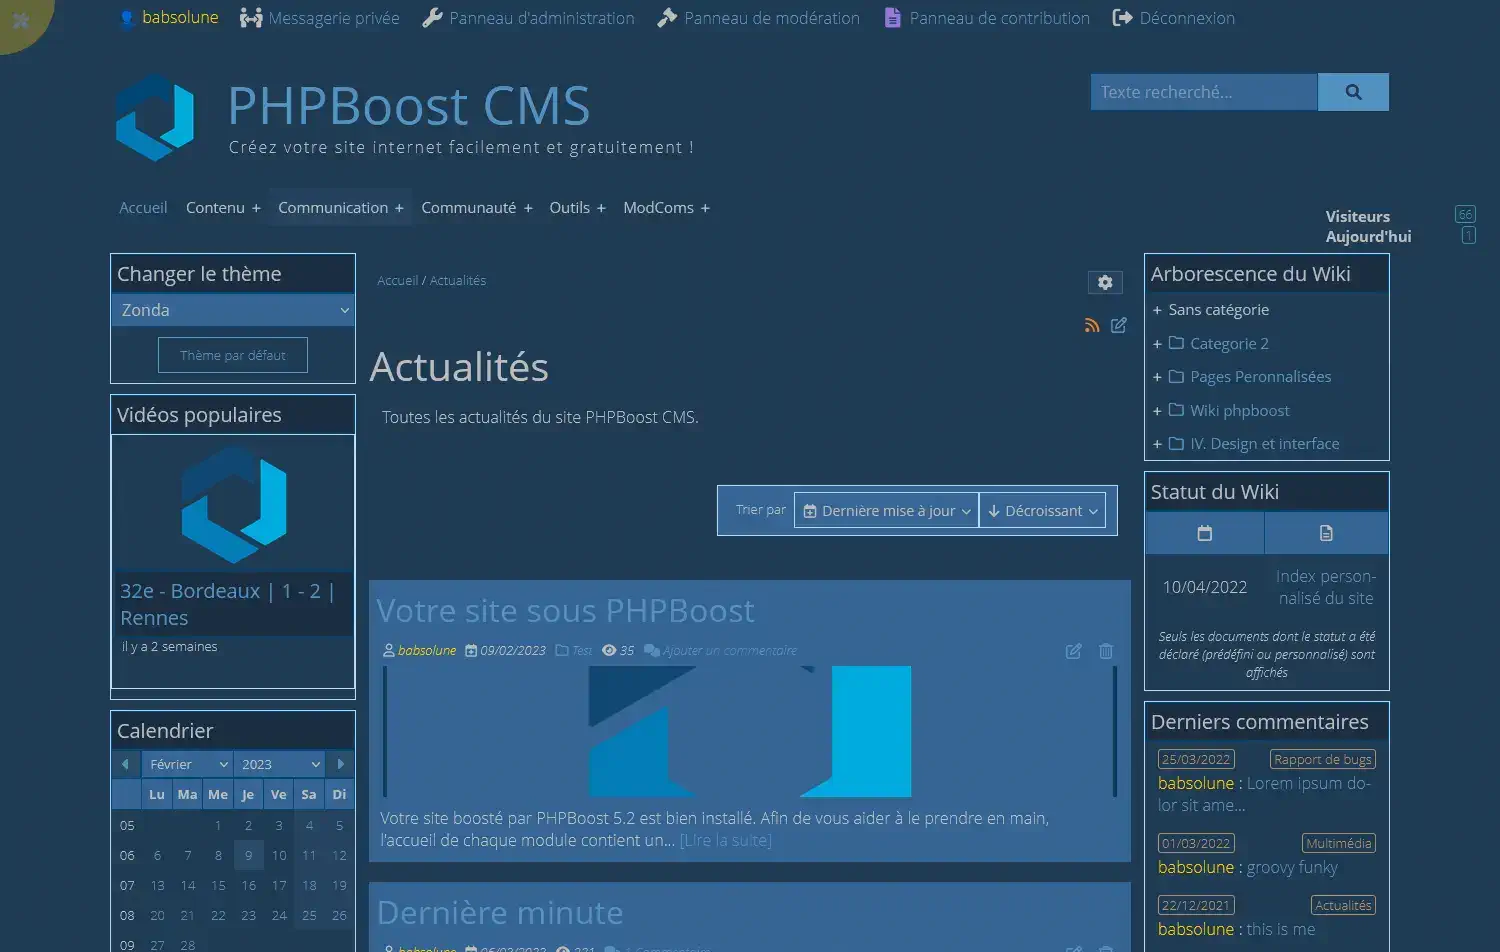 babsolune Messagerie privée Panneau d'administration Panneau de modération Panneau de contribution Déconnexion
PHPBoost CMS
Créez votre site internet facilement et gratuitement !
Texte recherché...
Accueil Contenu + Communication + Communauté + Outils + ModComs +
Visiteurs 66
Aujourd'hui 1
Changer le thème
Zonda
Thème par défaut
Vidéos populaires
32e - Bordeaux | 1 - 2 |
Rennes
il y a 2 semaines
Calendrier
Février 2023
Lu Ma Me Je Ve Sa Di
05 1 2 3 4 5
06 6 7 8 9 10 11 12
07 13 14 15 16 17 18 19
08 20 21 22 23 24 25 26
09 27 28
Accueil / Actualités
Actualités
Toutes les actualités du site PHPBoost CMS.
Trier par Dernière mise à jour Décroissant
Votre site sous PHPBoost
babsolune 09/02/2023 Test 35 Ajouter un commentaire
Votre site boosté par PHPBoost 5.2 est bien installé. Afin de vous aider à le prendre en main,
l'accueil de chaque module contient un... [Lire la suite]
Dernière minute
babsolune 06/02/2023 221 1 Commentaire
Arborescence du Wiki
+ Sans catégorie
+ Categorie 2
+ Pages Peronnalisées
+ Wiki phpboost
+ IV. Design et interface
Statut du Wiki
10/04/2022 Index person-
nalisé du site
Seuls les documents dont le statut a été
déclaré (prédéfini ou personnalisé) sont
affichés
Derniers commentaires
25/03/2022 Rapport de bugs
babsolune : Lorem ipsum do-
lor sit ame...
01/03/2022 Multimédia
babsolune : groovy funky
22/12/2021 Actualités
babsolune : this is me